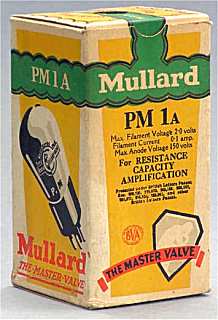 PM 1A
Mullard
THE·MASTER·VALVE
Mullard
PM 1A
Max. Filament Voltage 2·0 volts
Filament Current 0·1 amp.
Max. Anode Voltage 150 volts
For RESISTANCE
CAPACITY
AMPLIFICATION
BVA
THE MASTER VALVE